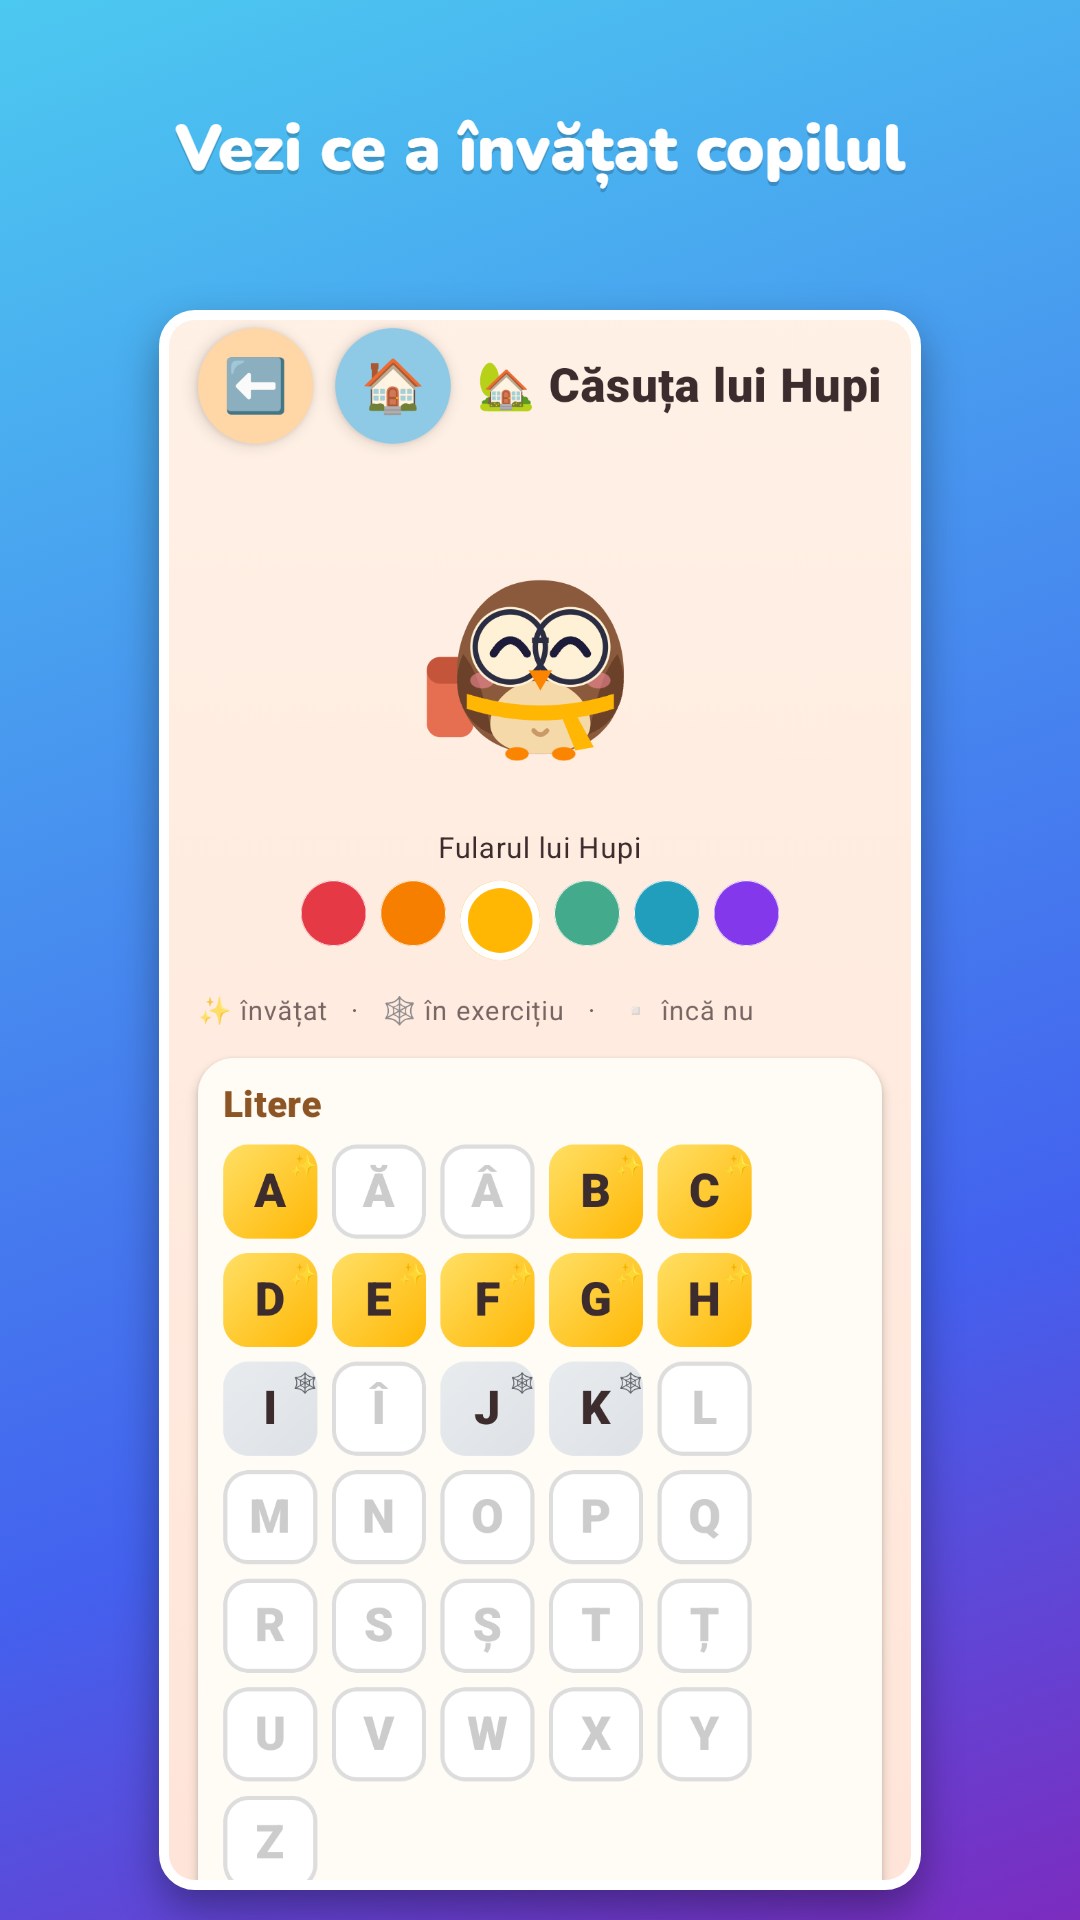 Vezi ce a învățat copilul
Căsuța lui Hupi
Fularul lui Hupi
învățat · în exercițiu · încă nu
Litere
A Ă Â B C
D E F G H
I Î J K L
M N O P Q
R S Ș T Ț
U V W X Y
Z